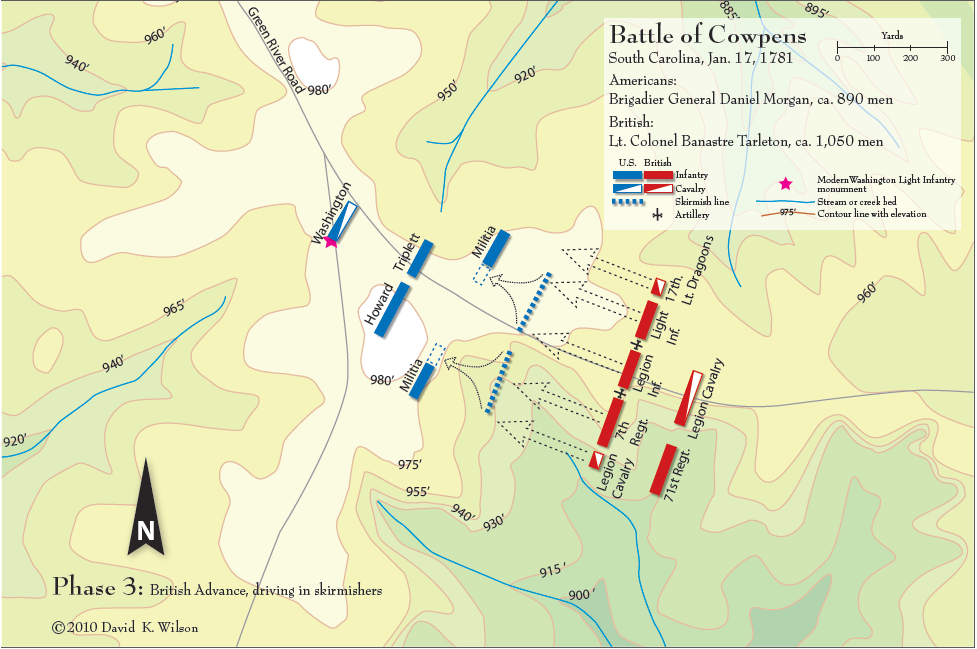 Battle of Cowpens
South Carolina, Jan. 17, 1781
Americans:
Brigadier General Daniel Morgan, ca. 890 men
British:
Lt. Colonel Banastre Tarleton, ca. 1,050 men
Yards
0 100 200 300
U.S. British
Infantry
Cavalry
Skirmish line
Artillery
ModernWashington Light Infantry
monumnent
Stream or creek bed
975' Contour line with elevation
885'
895'
Green River Road
960'
940'
980'
950'
920'
Washington
Triplett
Howard
Militia
Militia
17th.
Lt. Dragoons
Light
Inf.
Legion
Inf.
7th
Regt.
Legion
Cavalry
Legion Cavalry
71st Regt.
960'
965'
940'
920'
980'
975'
955'
940'
930'
915'
900'
N
Phase 3: British Advance, driving in skirmishers
©2010 David K. Wilson